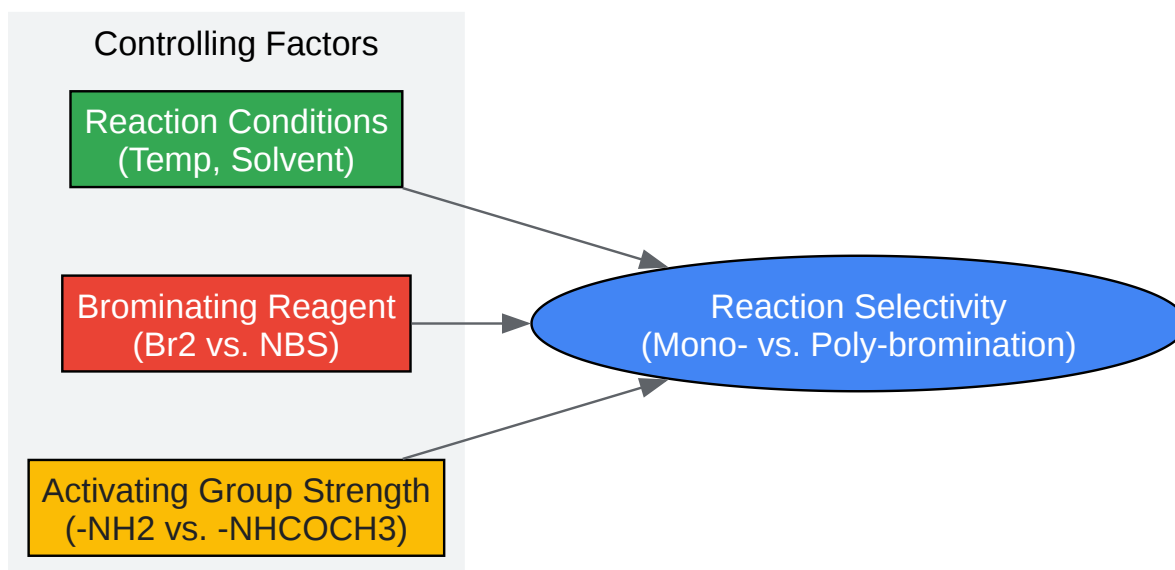 Controlling Factors
Reaction Conditions
(Temp, Solvent)
Brominating Reagent
(Br2 vs. NBS)
Activating Group Strength
(-NH2 vs. -NHCOCH3)
Reaction Selectivity
(Mono- vs. Poly-bromination)